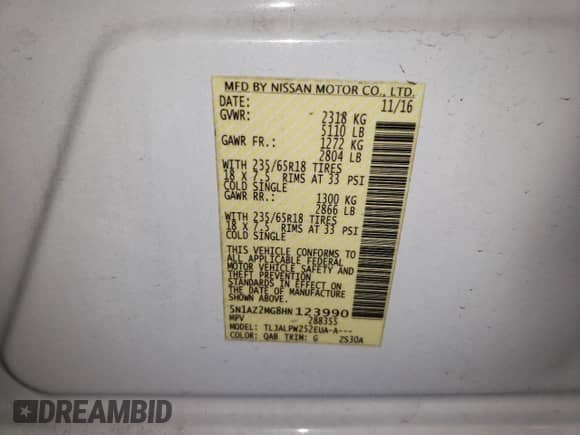 MFD BY NISSAN MOTOR CO., LTD.
DATE: 11/16
GVWR: 2318 KG
5110 LB
GAWR FR.: 1272 KG
2804 LB
WITH 235/65R18 TIRES
18 X 7.5 RIMS AT 33 PSI
COLD SINGLE
GAWR RR.: 1300 KG
2866 LB
WITH 235/65R18 TIRES
18 X 7.5 RIMS AT 33 PSI
COLD SINGLE
THIS VEHICLE CONFORMS TO
ALL APPLICABLE FEDERAL
MOTOR VEHICLE SAFETY AND
THEFT PREVENTION
STANDARDS IN EFFECT ON
THE DATE OF MANUFACTURE
SHOWN ABOVE.
5N1AZ2MG8HN123990
MPV 288355
MODEL: TLJALPWZ52EUA-A---
COLOR: QAB TRIM: G 2530A
DREAMBID